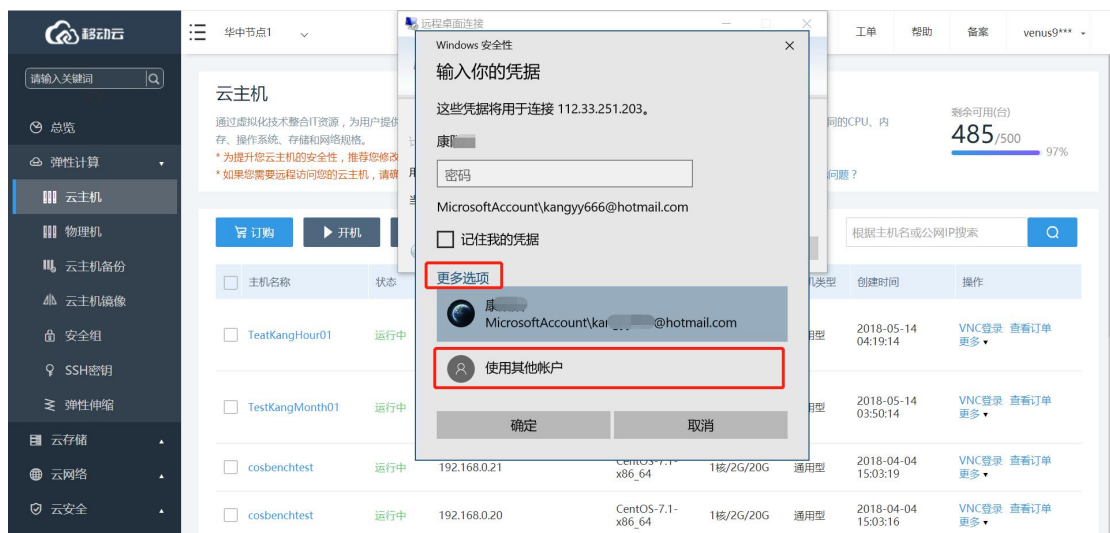 移动云
华中节点1
远程桌面连接
工单
帮助
备案
venus9***
请输入关键词
总览
弹性计算
云主机
物理机
云主机备份
云主机镜像
安全组
SSH密钥
弹性伸缩
云存储
云网络
云安全
云主机
通过虚拟化技术整合IT资源，为用户提供
同的CPU、内
存、操作系统、存储和网络规格。
* 为提升您云主机的安全性，推荐您修改
* 如果您需要远程访问您的云主机，请确
问题？
剩余可用(台)
485/500
97%
订购
开机
根据主机名或公网IP搜索
主机名称
状态
机类型
创建时间
操作
TeatKangHour01
运行中
用型
2018-05-14
04:19:14
VNC登录 查看订单
更多
TestKangMonth01
运行中
用型
2018-05-14
03:50:14
VNC登录 查看订单
更多
cosbenchtest
运行中
192.168.0.21
CentOS-7.1-
x86_64
1核/2G/20G
通用型
2018-04-04
15:03:19
VNC登录 查看订单
更多
cosbenchtest
运行中
192.168.0.20
CentOS-7.1-
x86_64
1核/2G/20G
通用型
2018-04-04
15:03:16
VNC登录 查看订单
更多
Windows 安全性
输入你的凭据
这些凭据将用于连接 112.33.251.203。
康
密码
MicrosoftAccount\kangyy666@hotmail.com
记住我的凭据
更多选项
康
MicrosoftAccount\kan @hotmail.com
使用其他帐户
确定
取消